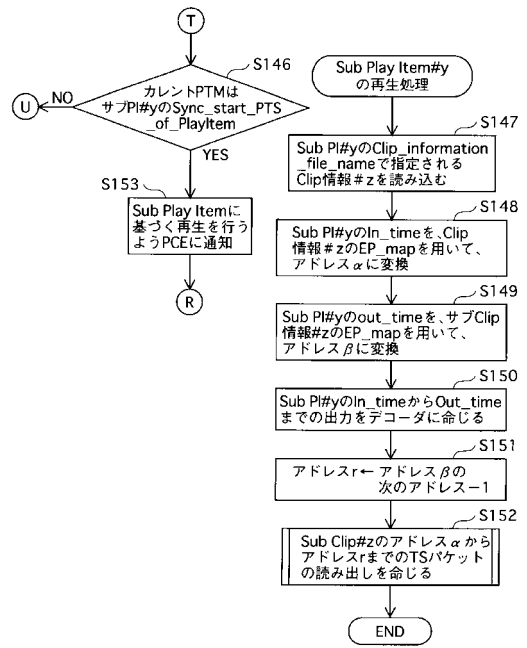 T
S146
カレントPTMは
サブPI#yのSync_start_PTS
_of_PlayItem
NO
U
YES
S153
Sub Play Itemに
基づく再生を行う
ようPCEに通知
R
Sub Play Item#y
の再生処理
S147
Sub PI#yのClip_information
_file_nameで指定される
Clip情報#zを読み込む
S148
Sub PI#yのIn_timeを、Clip
情報#zのEP_mapを用いて、
アドレスαに変換
S149
Sub PI#yのout_timeを、サブClip
情報#zのEP_mapを用いて、
アドレスβに変換
S150
Sub PI#yのIn_timeからOut_time
までの出力をデコーダに命じる
S151
アドレスr←アドレスβの
次のアドレス−1
S152
Sub Clip#zのアドレスαから
アドレスrまでのTSパケット
の読み出しを命じる
END